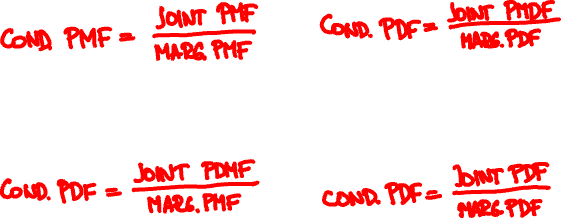 COND. PMF = JOINT PMF / MARG. PMF
COND. PDF = JOINT PMDF / MARG. PDF
COND. PDF = JOINT PDMF / MARG. PMF
COND. PDF = JOINT PDF / MARG. PDF